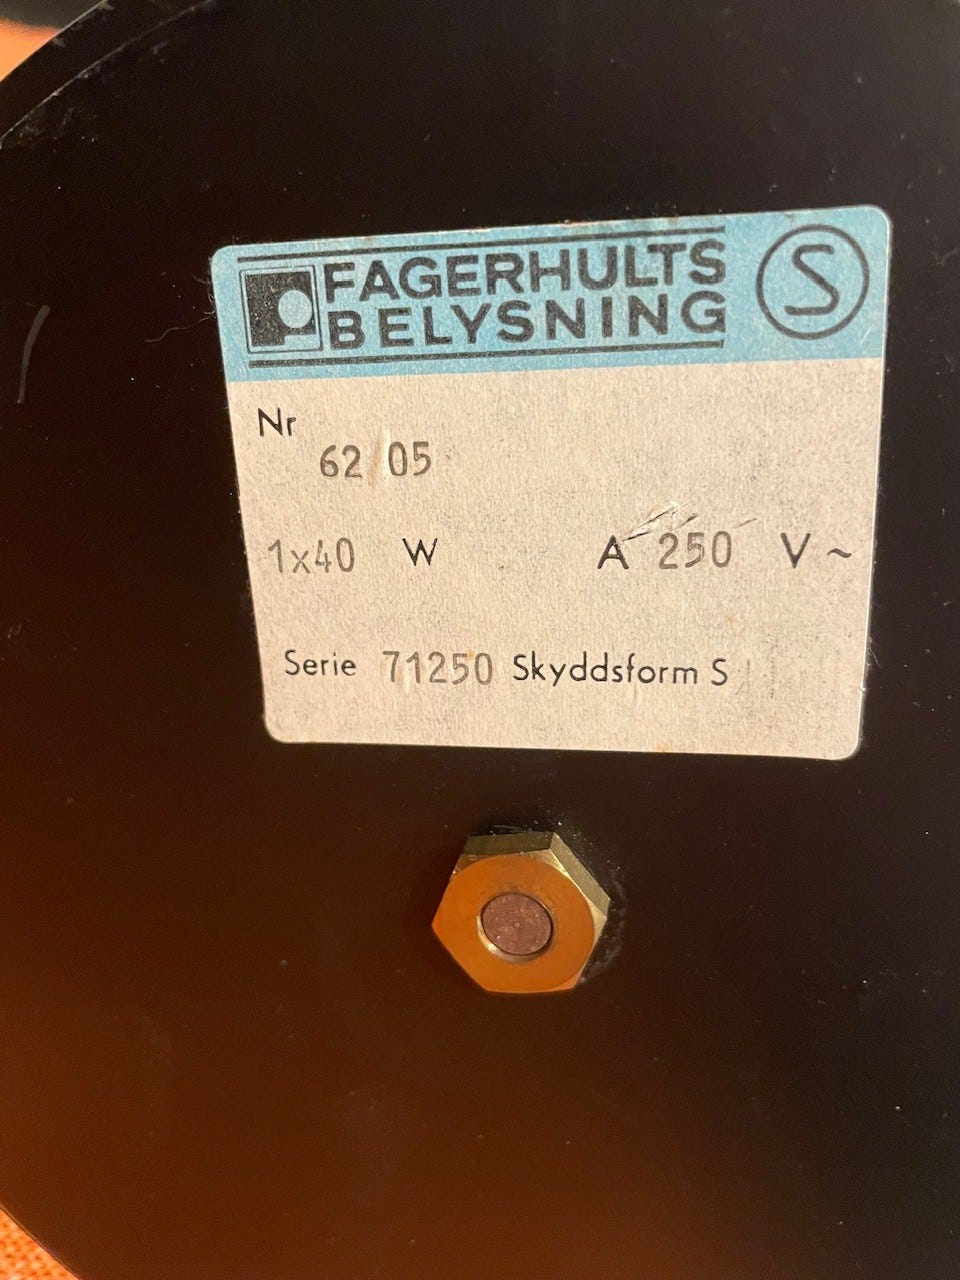 FAGERHULTS
BELYSNING
S
Nr
62 05
1x40 W A 250 V ~
Serie 71250 Skyddsform S